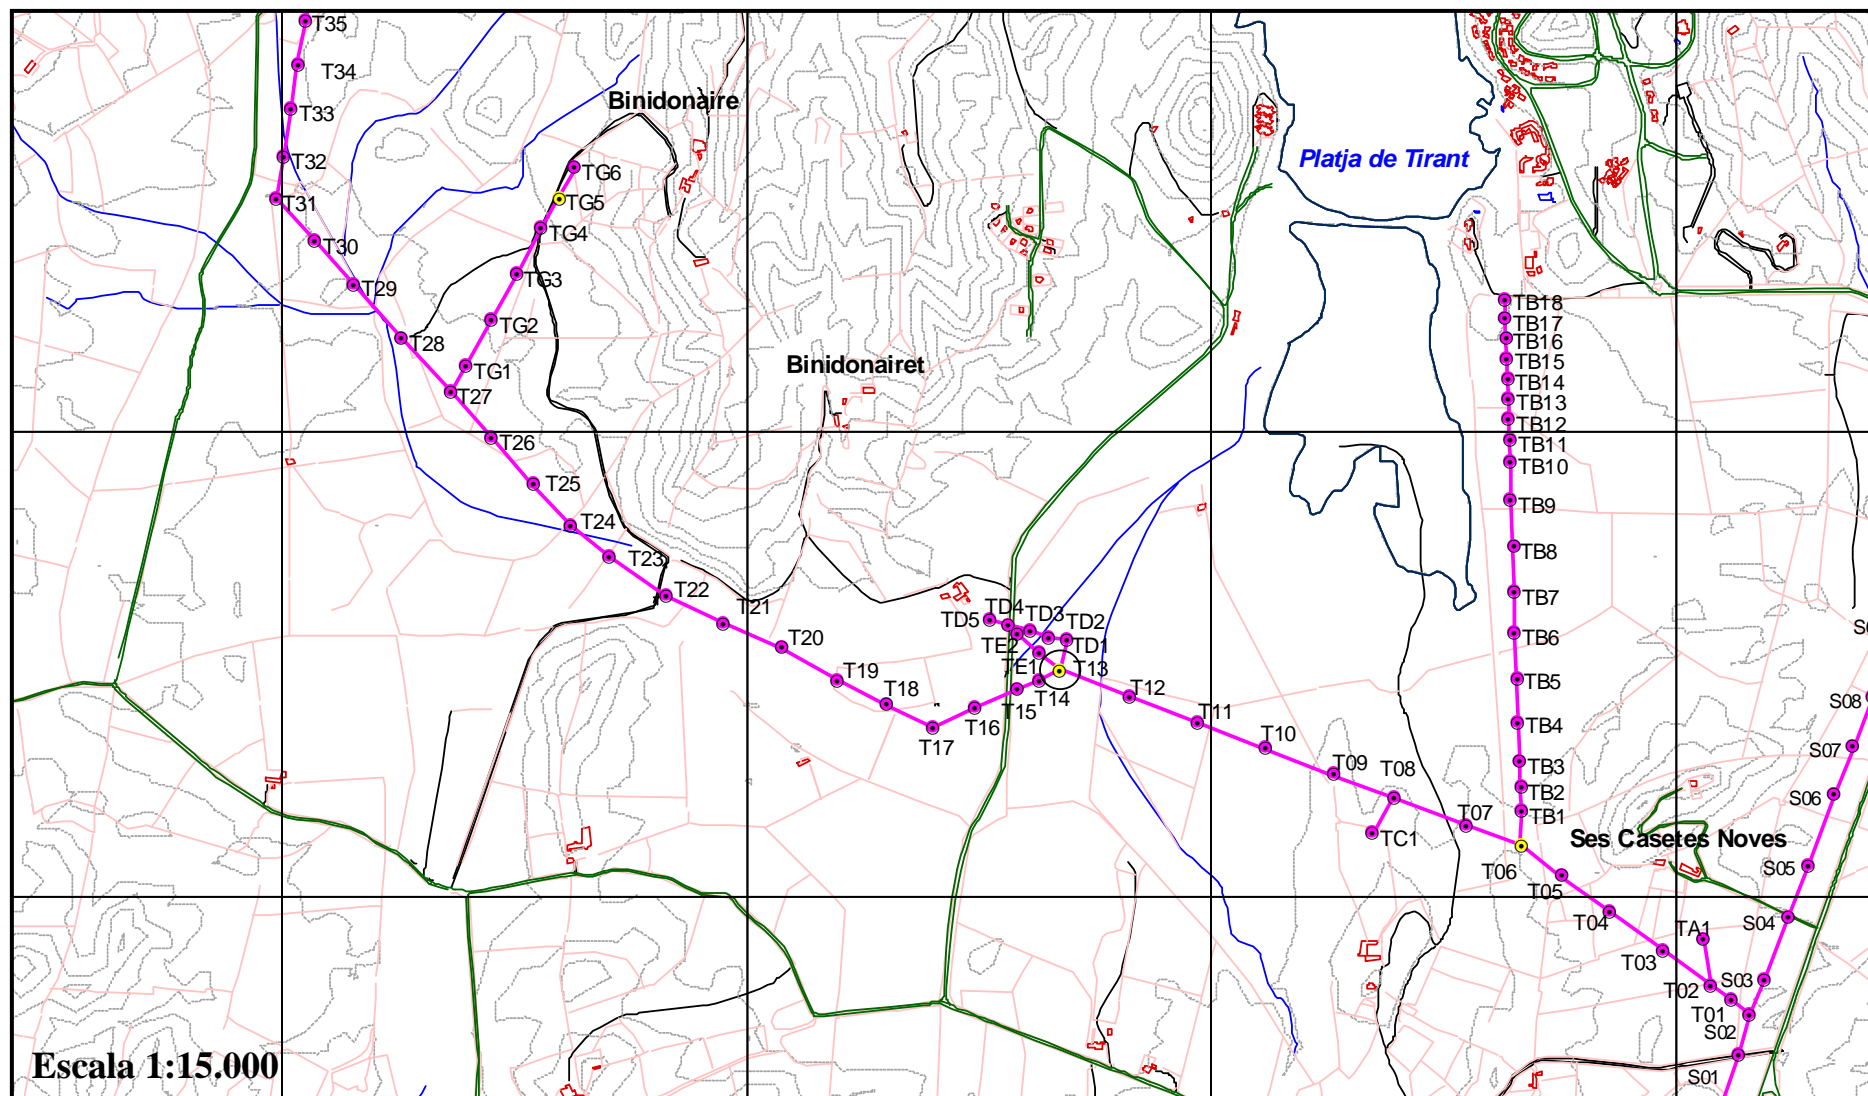 T35
T34
T33
T32
T31
T30
T29
T28
T27
T26
T25
T24
T23
T22
T21
T20
T19
T18
T17
T16
T15
T14
T13
T12
T11
T10
T09
T08
T07
T06
T05
T04
T03
T02
T01
Binidonaire
TG6
TG5
TG4
TG3
TG2
TG1
Binidonairet
Platja de Tirant
TD5
TD4
TD3
TD2
TD1
TE2
TE1
TC1
TB18
TB17
TB16
TB15
TB14
TB13
TB12
TB11
TB10
TB9
TB8
TB7
TB6
TB5
TB4
TB3
TB2
TB1
Ses Casetes Noves
TA1
S08
S07
S06
S05
S04
S03
S02
S01
Escala 1:15.000